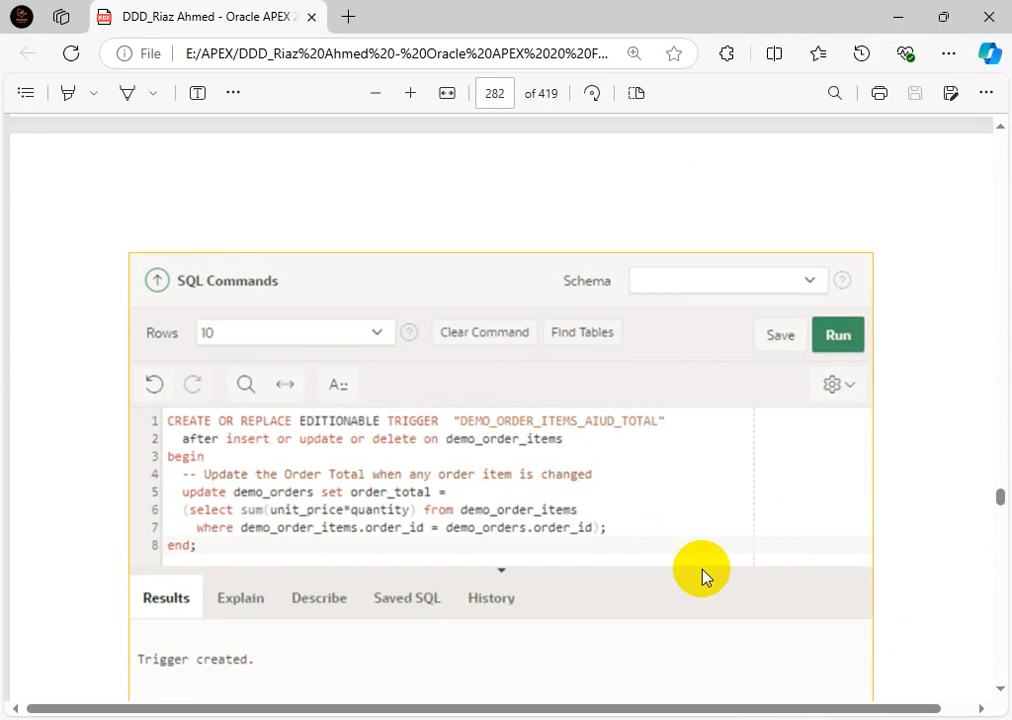 DDD_Riaz Ahmed - Oracle APEX 2
File
E:/APEX/DDD_Riaz%20Ahmed%20-%20Oracle%20APEX%2020%20F...
282 of 419
SQL Commands
Schema
Rows 10 Clear Command Find Tables Save Run
1 CREATE OR REPLACE EDITIONABLE TRIGGER "DEMO_ORDER_ITEMS_AIUD_TOTAL"
2 after insert or update or delete on demo_order_items
3 begin
4 -- Update the Order Total when any order item is changed
5 update demo_orders set order_total =
6 (select sum(unit_price*quantity) from demo_order_items
7 where demo_order_items.order_id = demo_orders.order_id);
8 end;
Results Explain Describe Saved SQL History
Trigger created.